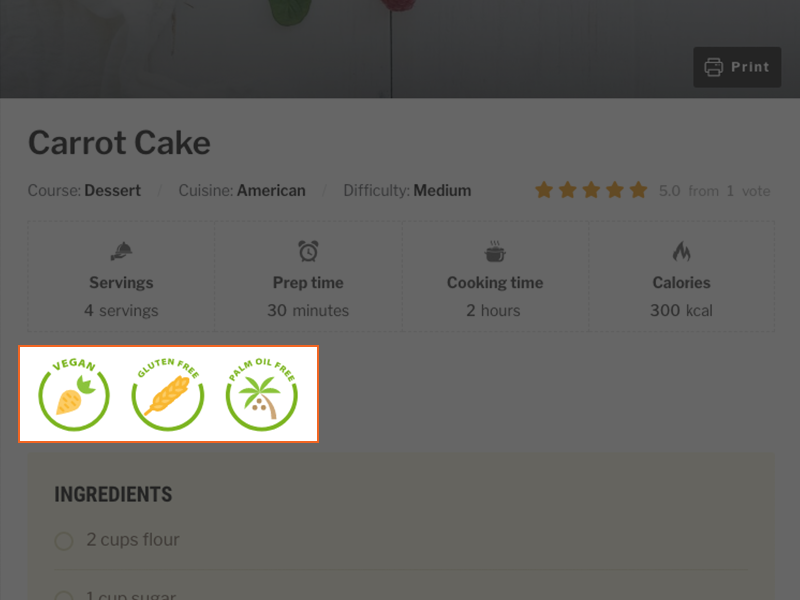 Print
Carrot Cake
Course: Dessert / Cuisine: American / Difficulty: Medium 5.0 from 1 vote
Servings Prep time Cooking time Calories
4 servings 30 minutes 2 hours 300 kcal
VEGAN GLUTEN FREE PALM OIL FREE
INGREDIENTS
2 cups flour
1 cup sugar